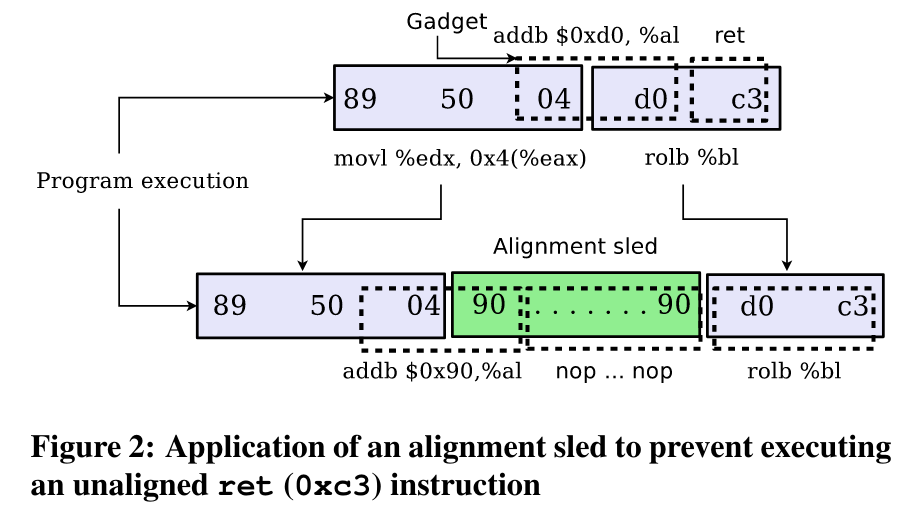 Gadget
addb $0xd0, %al ret
89 50 04 d0 c3
movl %edx, 0x4(%eax) rolb %bl
Program execution
Alignment sled
89 50 04 90 . . . . . . . 90 d0 c3
addb $0x90,%al nop ... nop rolb %bl
Figure 2: Application of an alignment sled to prevent executing
an unaligned ret (0xc3) instruction